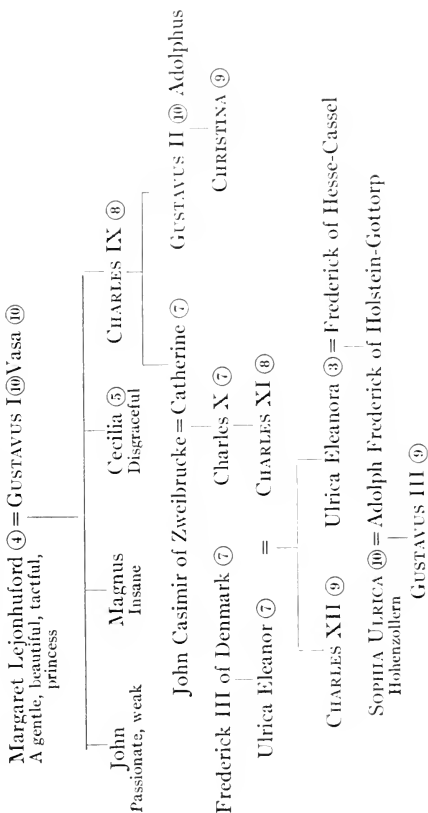 Margaret Lejonhuford ④ = GUSTAVUS I ⑩ Vasa ⑩
A gentle, beautiful, tactful,
princess
John
Passionate, weak
Magnus
Insane
Cecilia ⑤
Disgraceful
CHARLES IX ⑧
John Casimir of Zweibrucke = Catherine ⑦
GUSTAVUS II ⑩ Adolphus
Frederick III of Denmark ⑦
Charles X ⑦
CHRISTINA ⑨
Ulrica Eleanor ⑦ = CHARLES XI ⑧
CHARLES XII ⑨
Ulrica Eleanora ③ = Frederick of Hesse-Cassel
SOPHIA ULRICA ⑩ = Adolph Frederick of Holstein-Gottorp
Hohenzollern
GUSTAVUS III ⑨